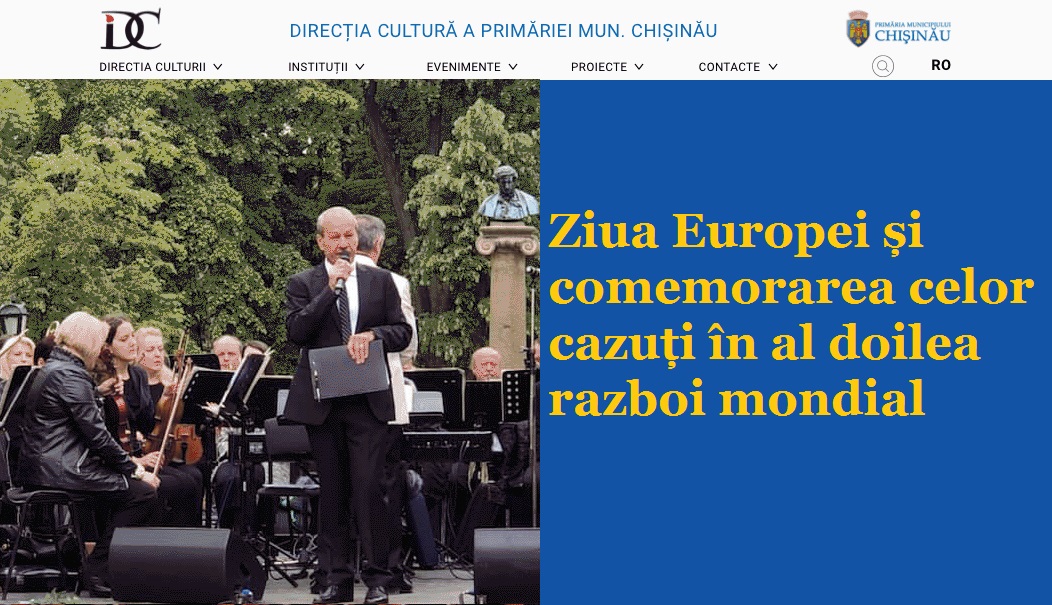 DC
DIRECȚIA CULTURĂ A PRIMĂRIEI MUN. CHIȘINĂU
PRIMĂRIA MUNICIPIULUI
CHIȘINĂU
DIRECTIA CULTURII
INSTITUȚII
EVENIMENTE
PROIECTE
CONTACTE
RO
Ziua Europei și
comemorarea celor
cazuți în al doilea
razboi mondial